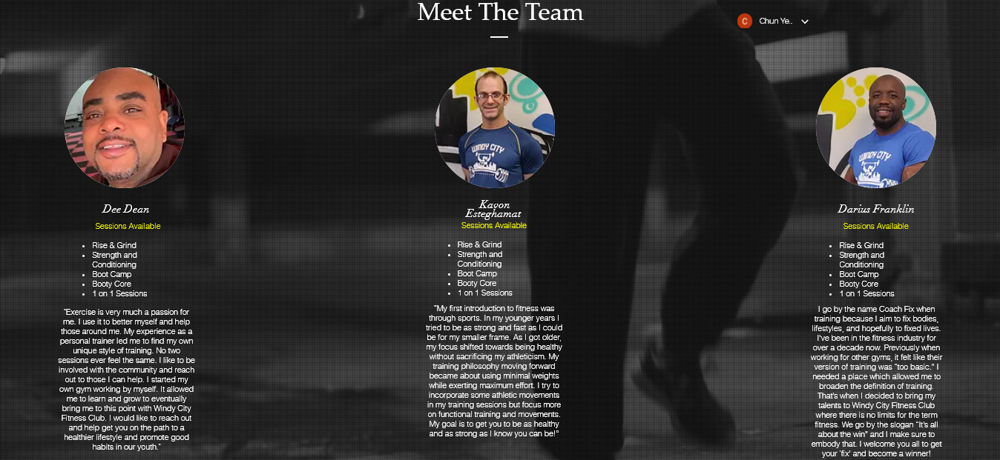 Meet The Team
C
Chun Ye..
WINDY CITY
WINDY CITY
Dee Dean
Sessions Available
Rise & Grind
Strength and
Conditioning
Boot Camp
Booty Core
1 on 1 Sessions
"Exercise is very much a passion for
me. I use it to better myself and help
those around me. My experience as a
personal trainer led me to find my own
unique style of training. No two
sessions ever feel the same. I like to be
involved with the community and reach
out to those I can help. I started my
own gym working by myself. It allowed
me to learn and grow to eventually
bring me to this point with Windy City
Fitness Club. I would like to reach out
and help get you on the path to a
healthier lifestyle and promote good
habits in our youth."
Kayon
Esteghamat
Sessions Available
Rise & Grind
Strength and
Conditioning
Boot Camp
Booty Core
1 on 1 Sessions
"My first introduction to fitness was
through sports. In my younger years I
tried to be as strong and fast as I could
be for my smaller frame. As I got older,
my focus shifted towards being healthy
without sacrificing my athleticism. My
training philosophy moving forward
became about using minimal weights
while exerting maximum effort. I try to
incorporate some athletic movements
in my training sessions but focus more
on functional training and movements.
My goal is to get you to be as healthy
and as strong as I know you can be!"
Darius Franklin
Sessions Available
Rise & Grind
Strength and
Conditioning
Boot Camp
Booty Core
1 on 1 Sessions
I go by the name Coach Fix when
training because I aim to fix bodies,
lifestyles, and hopefully to fixed lives.
I've been in the fitness industry for
over a decade now. Previously when
working for other gyms, it felt like their
version of training was "too basic." I
needed a place which allowed me to
broaden the definition of training.
That's when I decided to bring my
talents to Windy City Fitness Club
where there is no limits for the term
fitness. We go by the slogan "It's all
about the win" and I make sure to
embody that. I welcome you all to get
your 'fix' and become a winner!